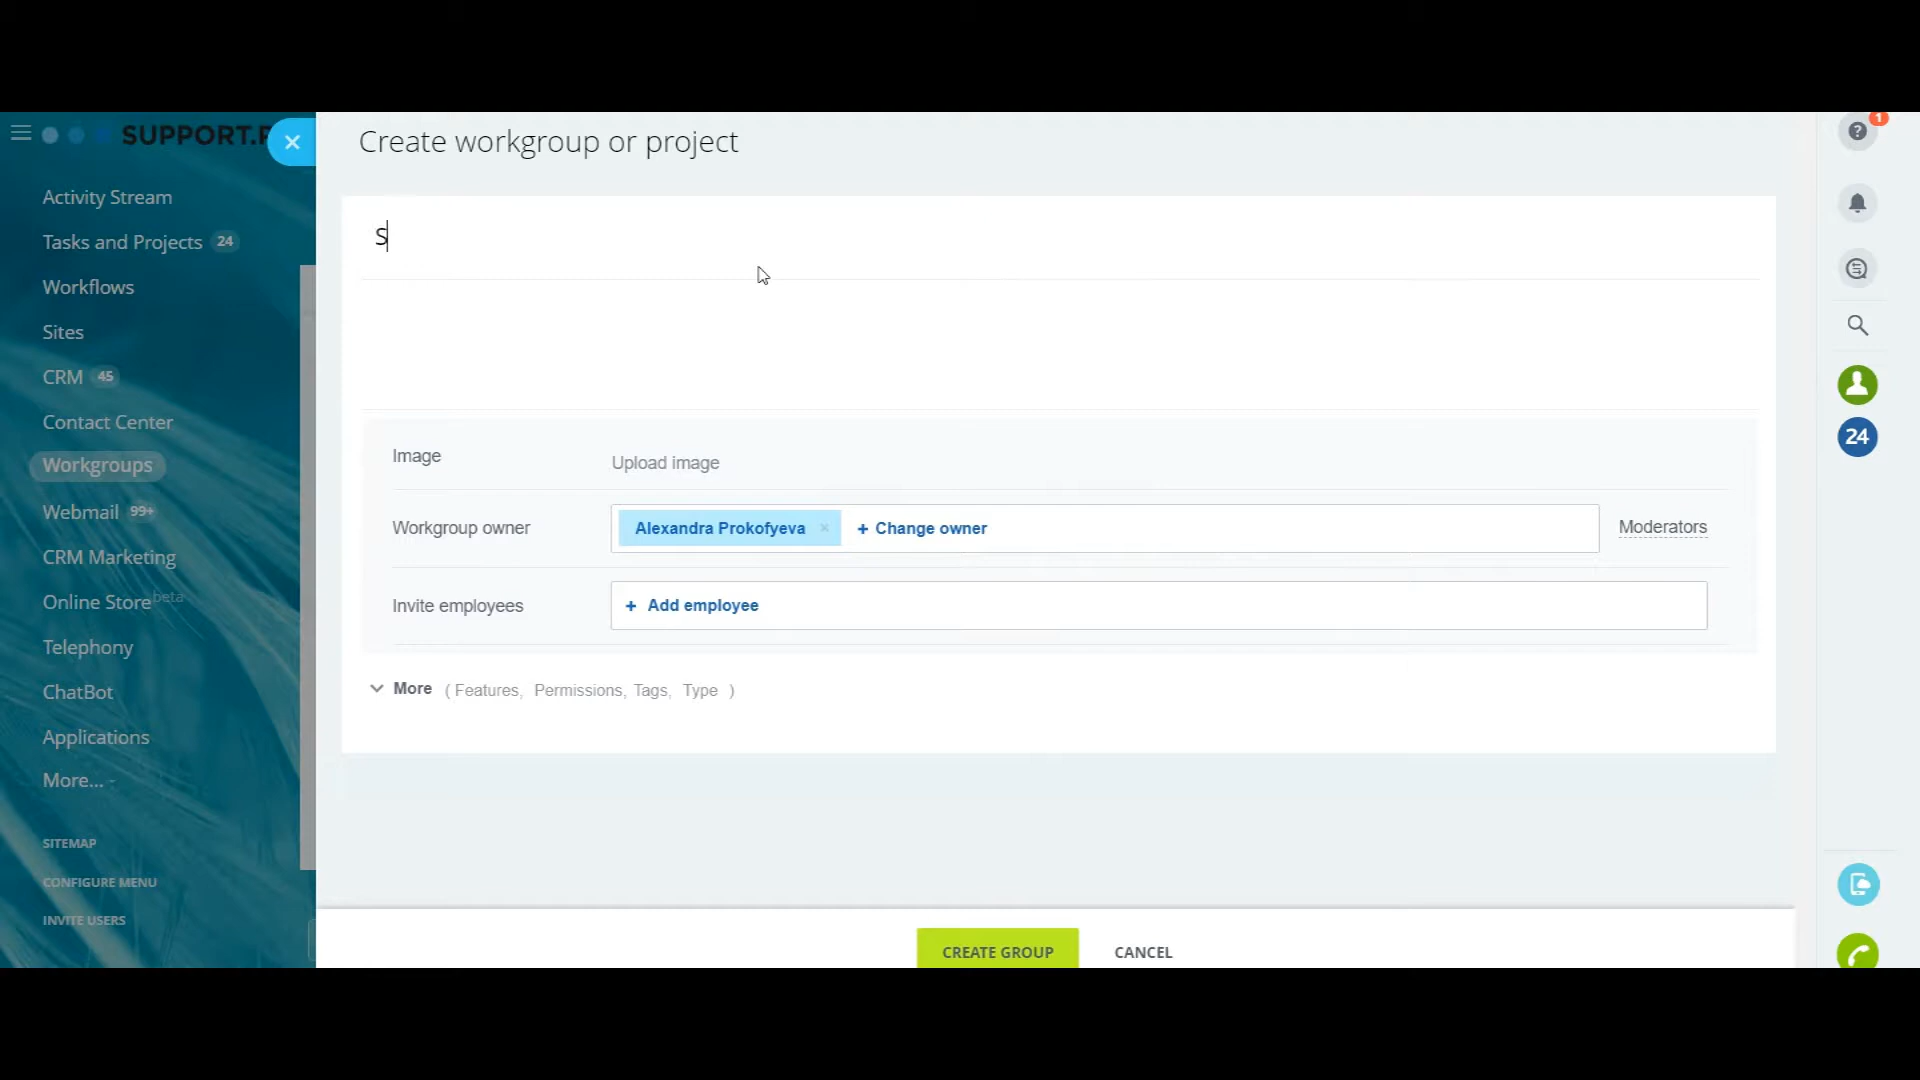 SUPPORT.
Create workgroup or project
Activity Stream
Tasks and Projects 24
Workflows
Sites
CRM 45
Contact Center
Workgroups
Webmail 99+
CRM Marketing
Online Store beta
Telephony
ChatBot
Applications
More...
SITEMAP
CONFIGURE MENU
INVITE USERS
S
Image Upload image
Workgroup owner Alexandra Prokofyeva × + Change owner Moderators
Invite employees + Add employee
More ( Features, Permissions, Tags, Type )
CREATE GROUP CANCEL
? 1
24